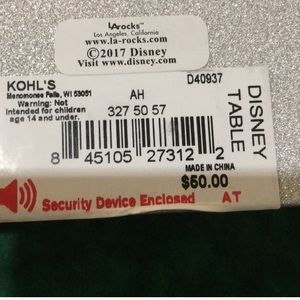 LArocks™
Los Angeles, California
www.la-rocks.com
©2017 Disney
Visit www.disney.com
KOHL'S
Menomonee Falls, WI 53051
Warning: Not
intended for children
age 14 and under.
AH
327 50 57
D40937
DISNEY
TABLE
8 45105 27312 2
MADE IN CHINA
$50.00
Security Device Enclosed AT